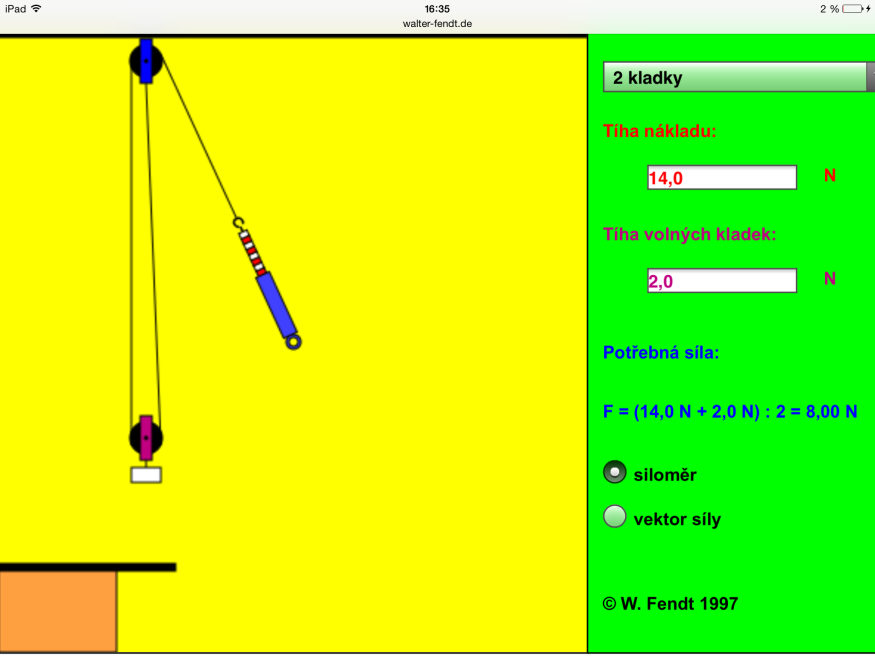 iPad
16:35
2 %
walter-fendt.de
2 kladky
Tíha nákladu:
14,0 N
Tíha volných kladek:
2,0 N
Potřebná síla:
F = (14,0 N + 2,0 N) : 2 = 8,00 N
siloměr
vektor síly
© W. Fendt 1997